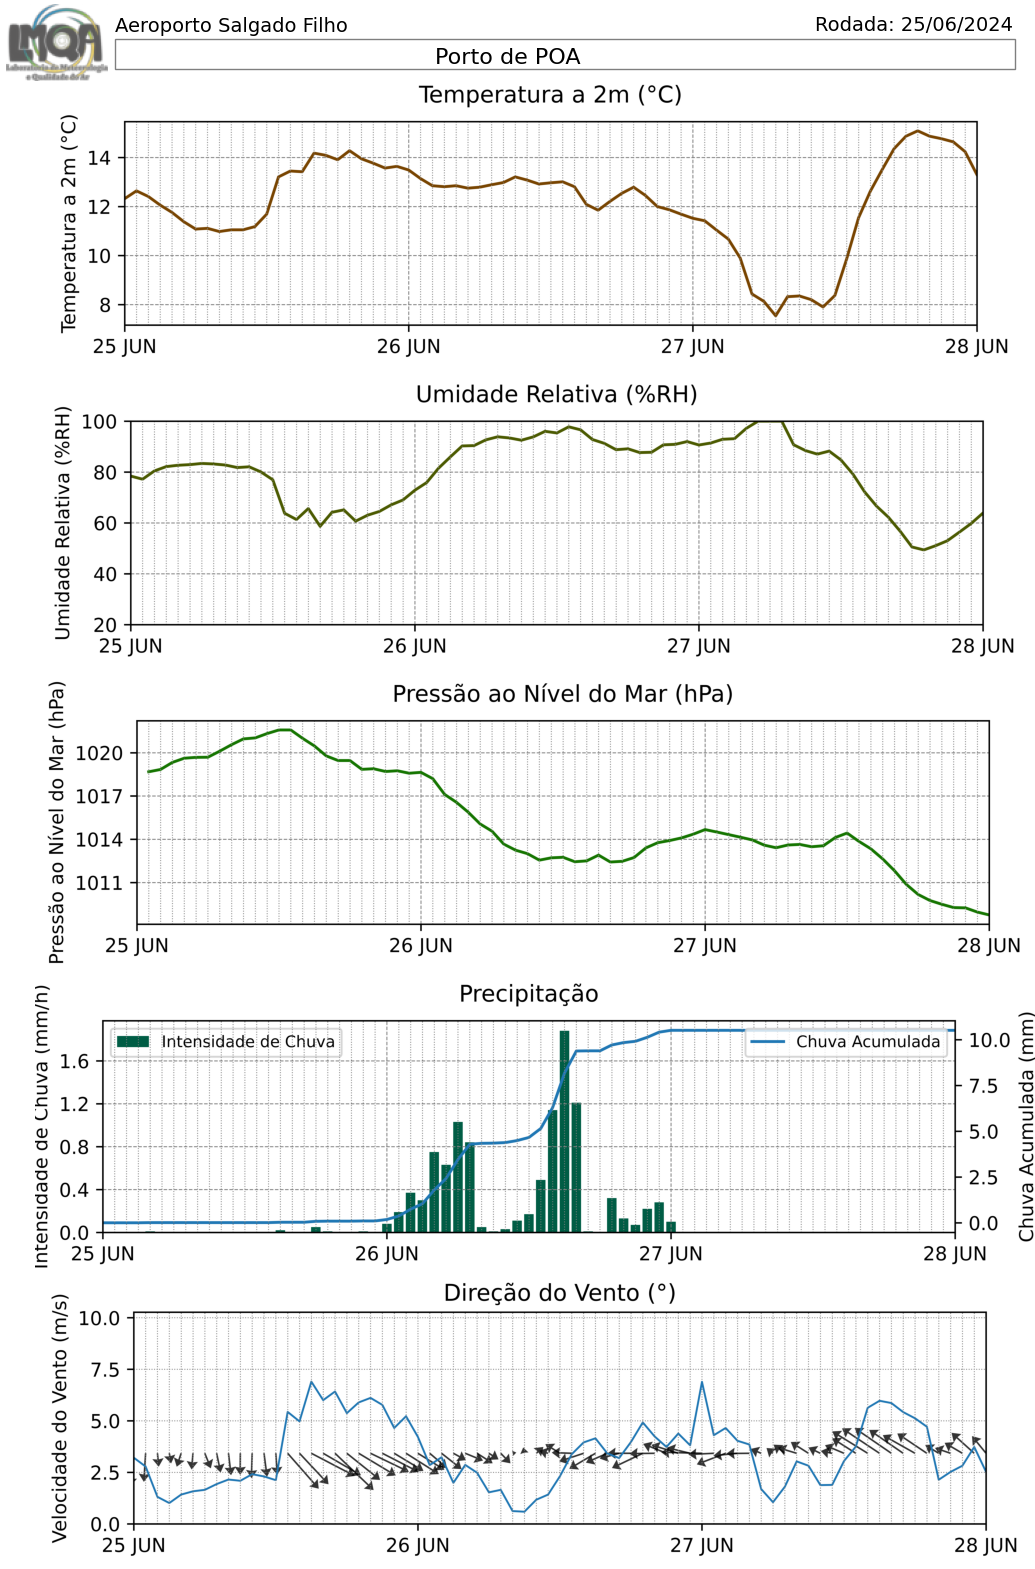 LMQA
Laboratório de Meteorologia
e Qualidade do Ar
Aeroporto Salgado Filho
Rodada: 25/06/2024
Porto de POA
Temperatura a 2m (°C)
Temperatura a 2m (°C)
14
12
10
8
25 JUN 26 JUN 27 JUN 28 JUN
Umidade Relativa (%RH)
Umidade Relativa (%RH)
100
80
60
40
20
25 JUN 26 JUN 27 JUN 28 JUN
Pressão ao Nível do Mar (hPa)
Pressão ao Nível do Mar (hPa)
1020
1017
1014
1011
25 JUN 26 JUN 27 JUN 28 JUN
Precipitação
Intensidade de Chuva (mm/h)
Intensidade de Chuva
Chuva Acumulada
1.6
1.2
0.8
0.4
0.0
10.0
7.5
5.0
2.5
0.0
Chuva Acumulada (mm)
25 JUN 26 JUN 27 JUN 28 JUN
Direção do Vento (°)
Velocidade do Vento (m/s)
10.0
7.5
5.0
2.5
0.0
25 JUN 26 JUN 27 JUN 28 JUN